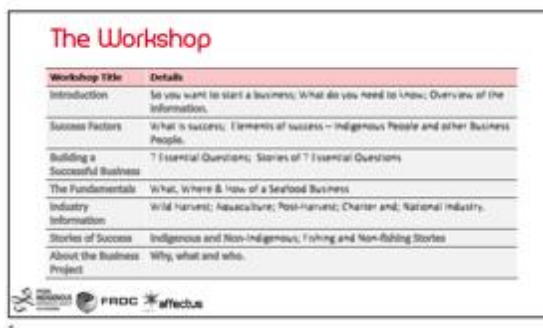 The Workshop
Workshop Title Details
Introduction So you want to start a business; What do you need to know; Overview of the
information.
Success Factors What is success; Elements of success – Indigenous People and other Business
People.
Building a
Successful Business
7 Essential Questions; Stories of 7 Essential Questions
The Fundamentals What, Where & How of a Seafood Business
Industry
Information
Wild Harvest; Aquaculture; Post-Harvest; Charter and; National Industry.
Stories of Success Indigenous and Non-Indigenous; Fishing and Non-fishing Stories
About the Business
Project
Why, what and who.
INDIGENOUS
FRDC
affectus